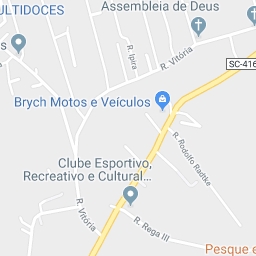 ULTIDOCES
Assembleia de Deus
R. Ipira
R. Vitória
SC-416
Brych Motos e Veículos
R. Rodolfo Radtke
Clube Esportivo,
Recreativo e Cultural...
R. Vitória
R. Rega III
Pesque e